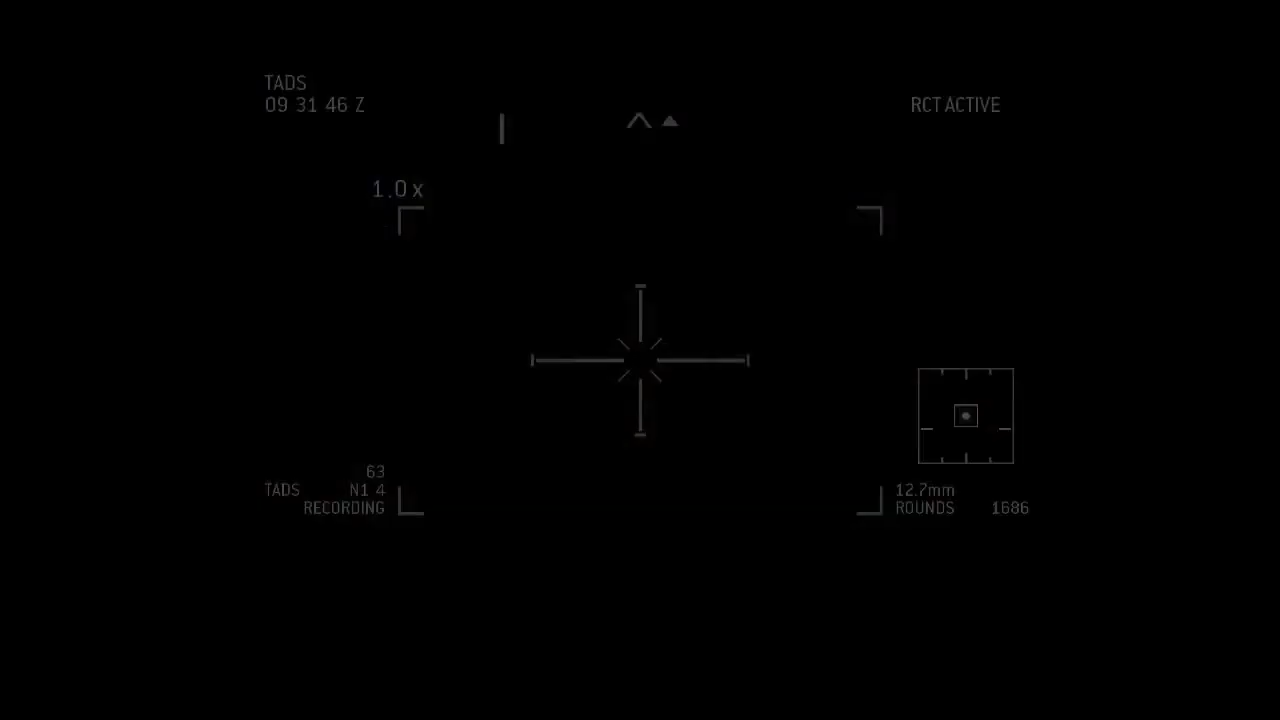 TADS
09 31 46 Z
RCT ACTIVE
1.0 x
63
TADS N1 4
RECORDING
12.7mm
ROUNDS 1686